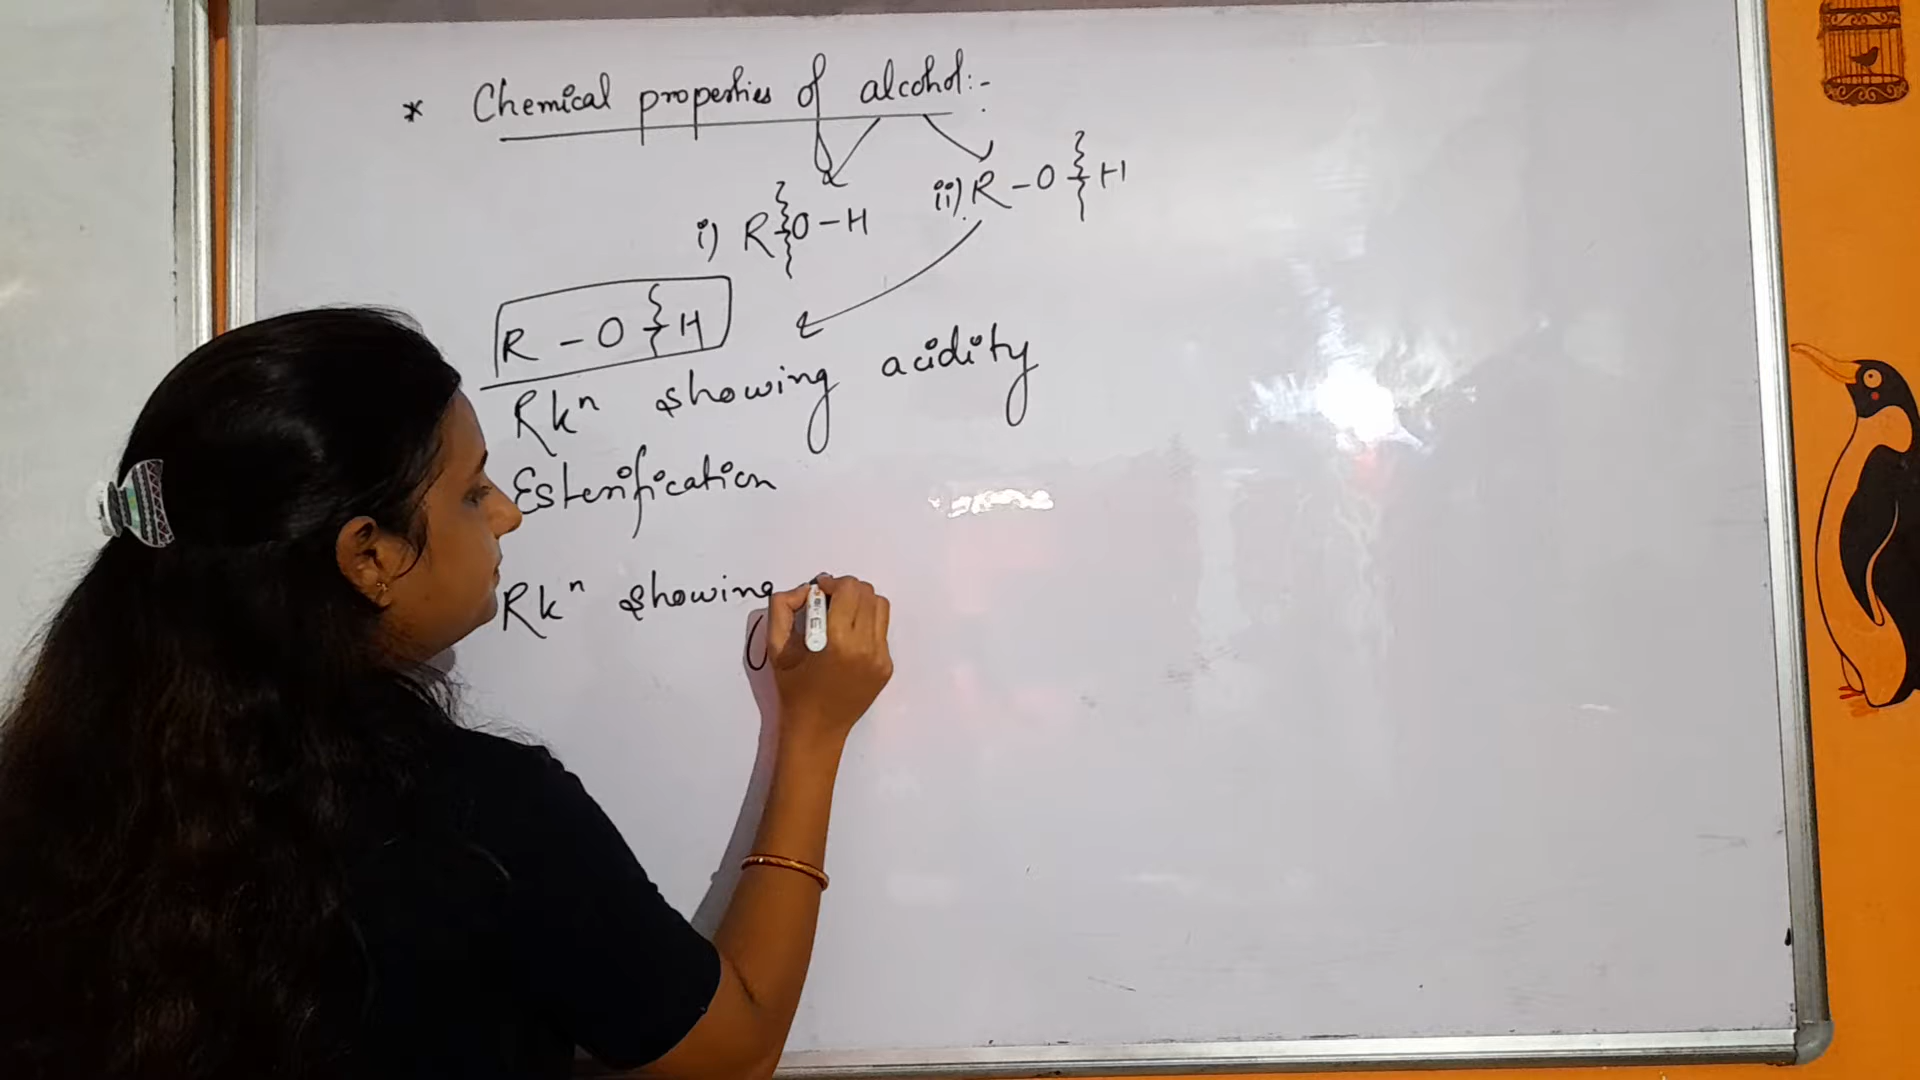 * Chemical properties of alcohol:-
i) R}O-H
ii) R-O}H
R-O}H
Rkⁿ showing acidity
Esterification
Rkⁿ showing